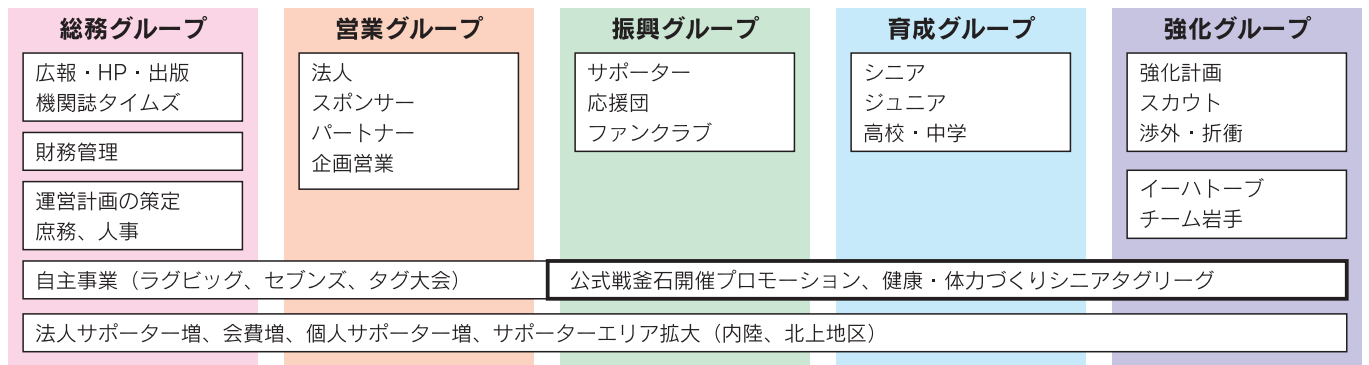 総務グループ
広報・HP・出版
機関誌タイムズ
財務管理
運営計画の策定
庶務、人事
営業グループ
法人
スポンサー
パートナー
企画営業
振興グループ
サポーター
応援団
ファンクラブ
育成グループ
シニア
ジュニア
高校・中学
強化グループ
強化計画
スカウト
渉外・折衝
イーハトーブ
チーム岩手
自主事業（ラグビッグ、セブンズ、タグ大会）
公式戦釜石開催プロモーション、健康・体力づくりシニアタグリーグ
法人サポーター増、会費増、個人サポーター増、サポーターエリア拡大（内陸、北上地区）